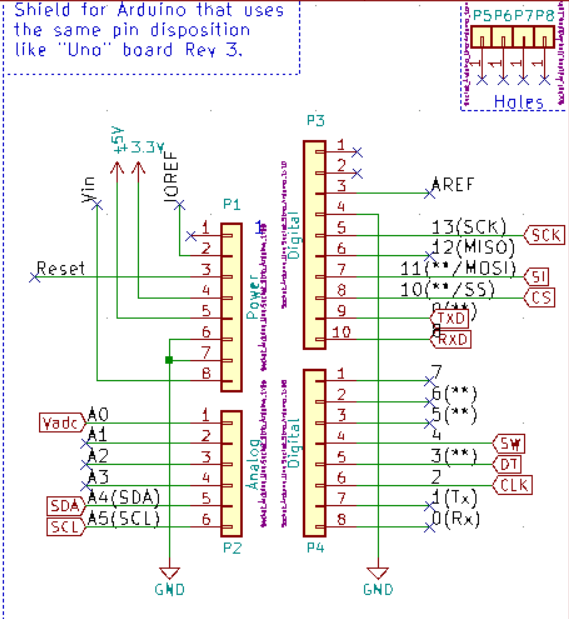 Shield for Arduino that uses
the same pin disposition
like "Uno" board Rev 3.
P5 P6 P7 P8
1 1 1 1
Holes
+5V
+3.3V
Vin
IOREF
Reset
P1
Power
1
1
2
3
4
5
6
7
8
Vadc
A0
A1
A2
A3
SDA
A4(SDA)
SCL
A5(SCL)
Analog
1
2
3
4
5
6
P2
GND
P3
Digital
1
2
3
4
5
6
7
8
9
10
AREF
13(SCK)
SCK
12(MISO)
11(**/MOSI)
SI
10(**/SS)
CS
TXD
RXD
Digital
1
2
3
4
5
6
7
8
7
6(**)
5(**)
4
SW
3(**)
DT
2
CLK
1(Tx)
0(Rx)
P4
GND